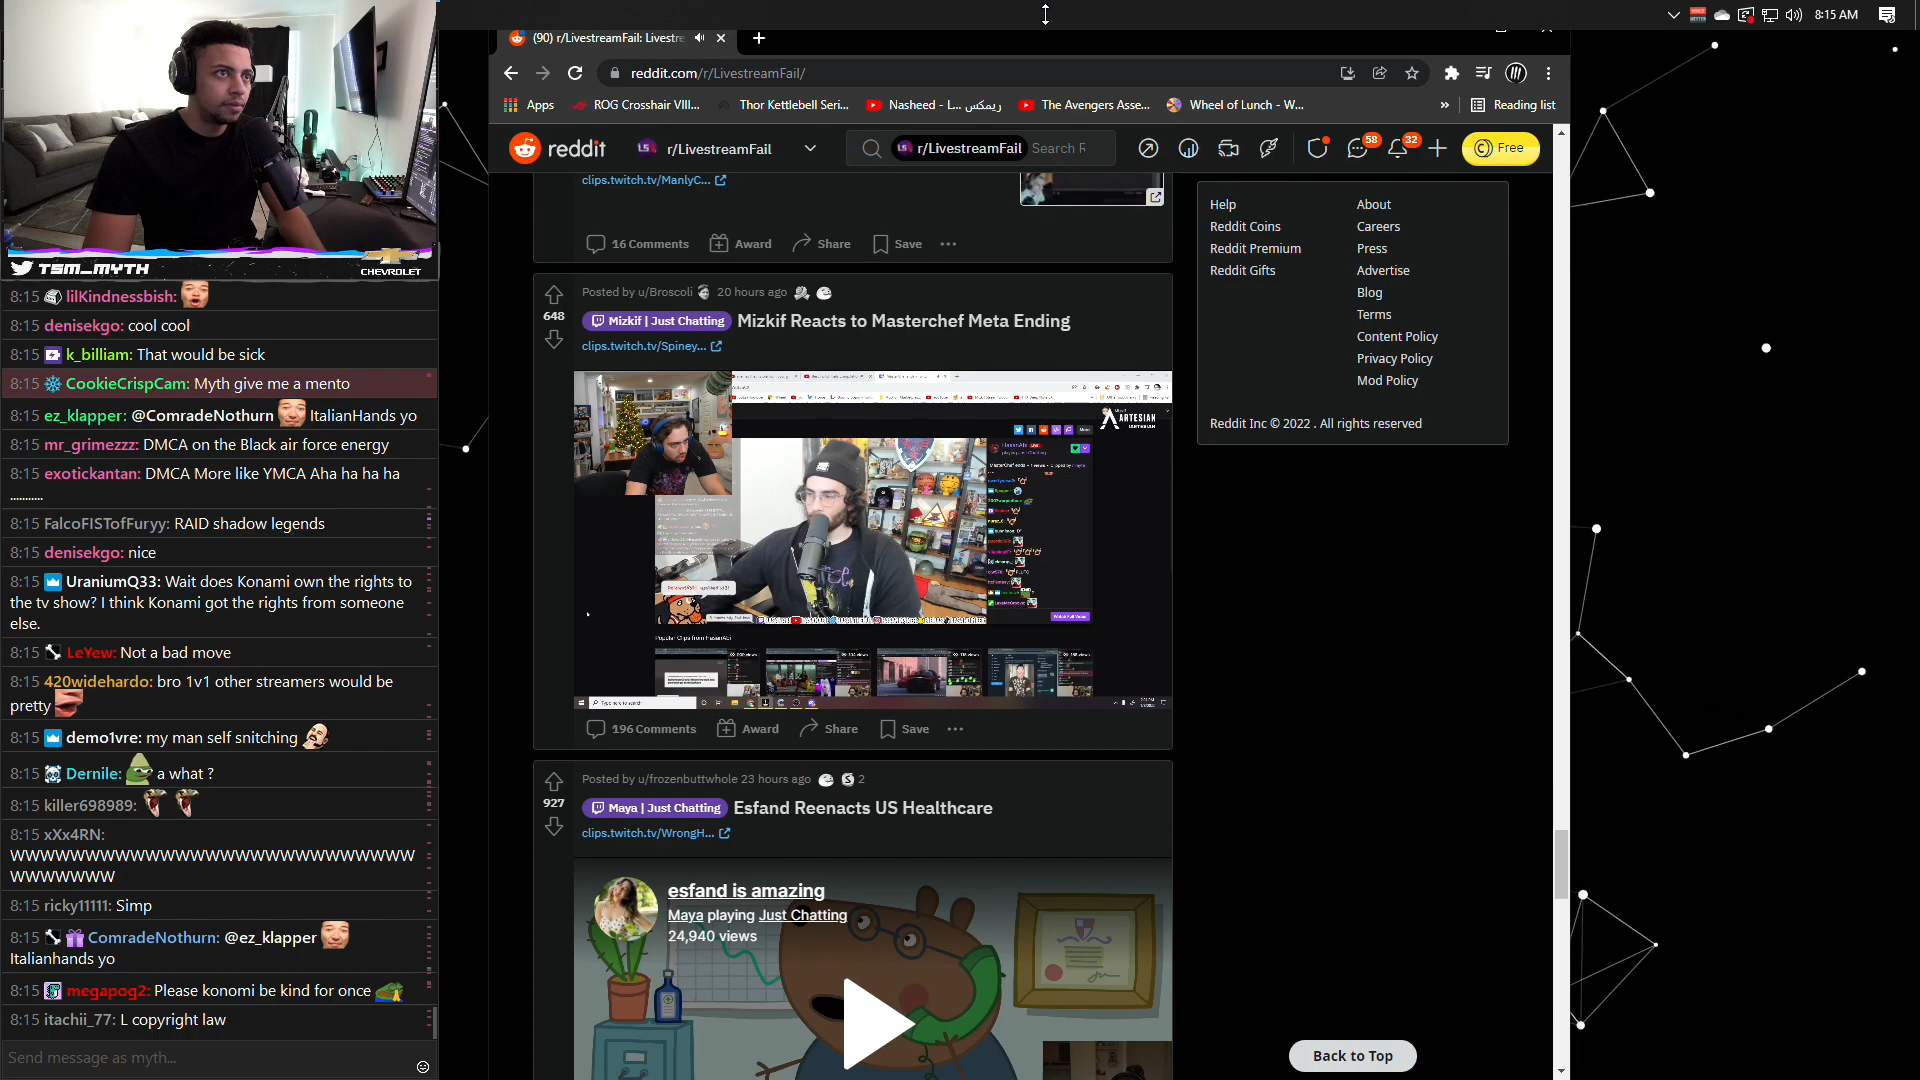 8:15 AM
(90) r/LivestreamFail: Livestre
reddit.com/r/LivestreamFail/
Apps
ROG Crosshair VIII...
Thor Kettlebell Seri...
Nasheed - L... ریمکس
The Avengers Asse...
Wheel of Lunch - W...
»
Reading list
reddit
r/LivestreamFail
r/LivestreamFail
Search R
58
32
Free
TSM_MYTH
CHEVROLET
8:15 lilKindnessbish:
8:15 denisekgo: cool cool
8:15 k_billiam: That would be sick
8:15 CookieCrispCam: Myth give me a mento
8:15 ez_klapper: @ComradeNothurn ItalianHands yo
8:15 mr_grimezzz: DMCA on the Black air force energy
8:15 exotickantan: DMCA More like YMCA Aha ha ha
...........
8:15 FalcoFISTofFuryy: RAID shadow legends
8:15 denisekgo: nice
8:15 UraniumQ33: Wait does Konami own the rights to
the tv show? I think Konami got the rights from someone
else.
8:15 LeYew: Not a bad move
8:15 420widehardo: bro 1v1 other streamers would be
pretty
8:15 demo1vre: my man self snitching
8:15 Dernile: a what ?
8:15 killer698989:
8:15 xXx4RN:
WWWWWWWWWWWWWWWWWWWWWWWWWWW
WWWWWWW
8:15 ricky11111: Simp
8:15 ComradeNothurn: @ez_klapper
Italianhands yo
8:15 megapog2: Please konomi be kind for once
8:15 itachii_77: L copyright law
Send message as myth...
clips.twitch.tv/ManlyC...
16 Comments
Award
Share
Save
Posted by u/Broscoli 20 hours ago
648
Mizkif | Just Chatting
Mizkif Reacts to Masterchef Meta Ending
clips.twitch.tv/Spiney...
ARTESIAN
HasanAbi
Popular Clips from HasanAbi
Type here to search
196 Comments
Award
Share
Save
Posted by u/frozenbuttwhole 23 hours ago
2
927
Maya | Just Chatting
Esfand Reenacts US Healthcare
clips.twitch.tv/WrongH...
esfand is amazing
Maya playing Just Chatting
24,940 views
Help
Reddit Coins
Reddit Premium
Reddit Gifts
About
Careers
Press
Advertise
Blog
Terms
Content Policy
Privacy Policy
Mod Policy
Reddit Inc © 2022 . All rights reserved
Back to Top